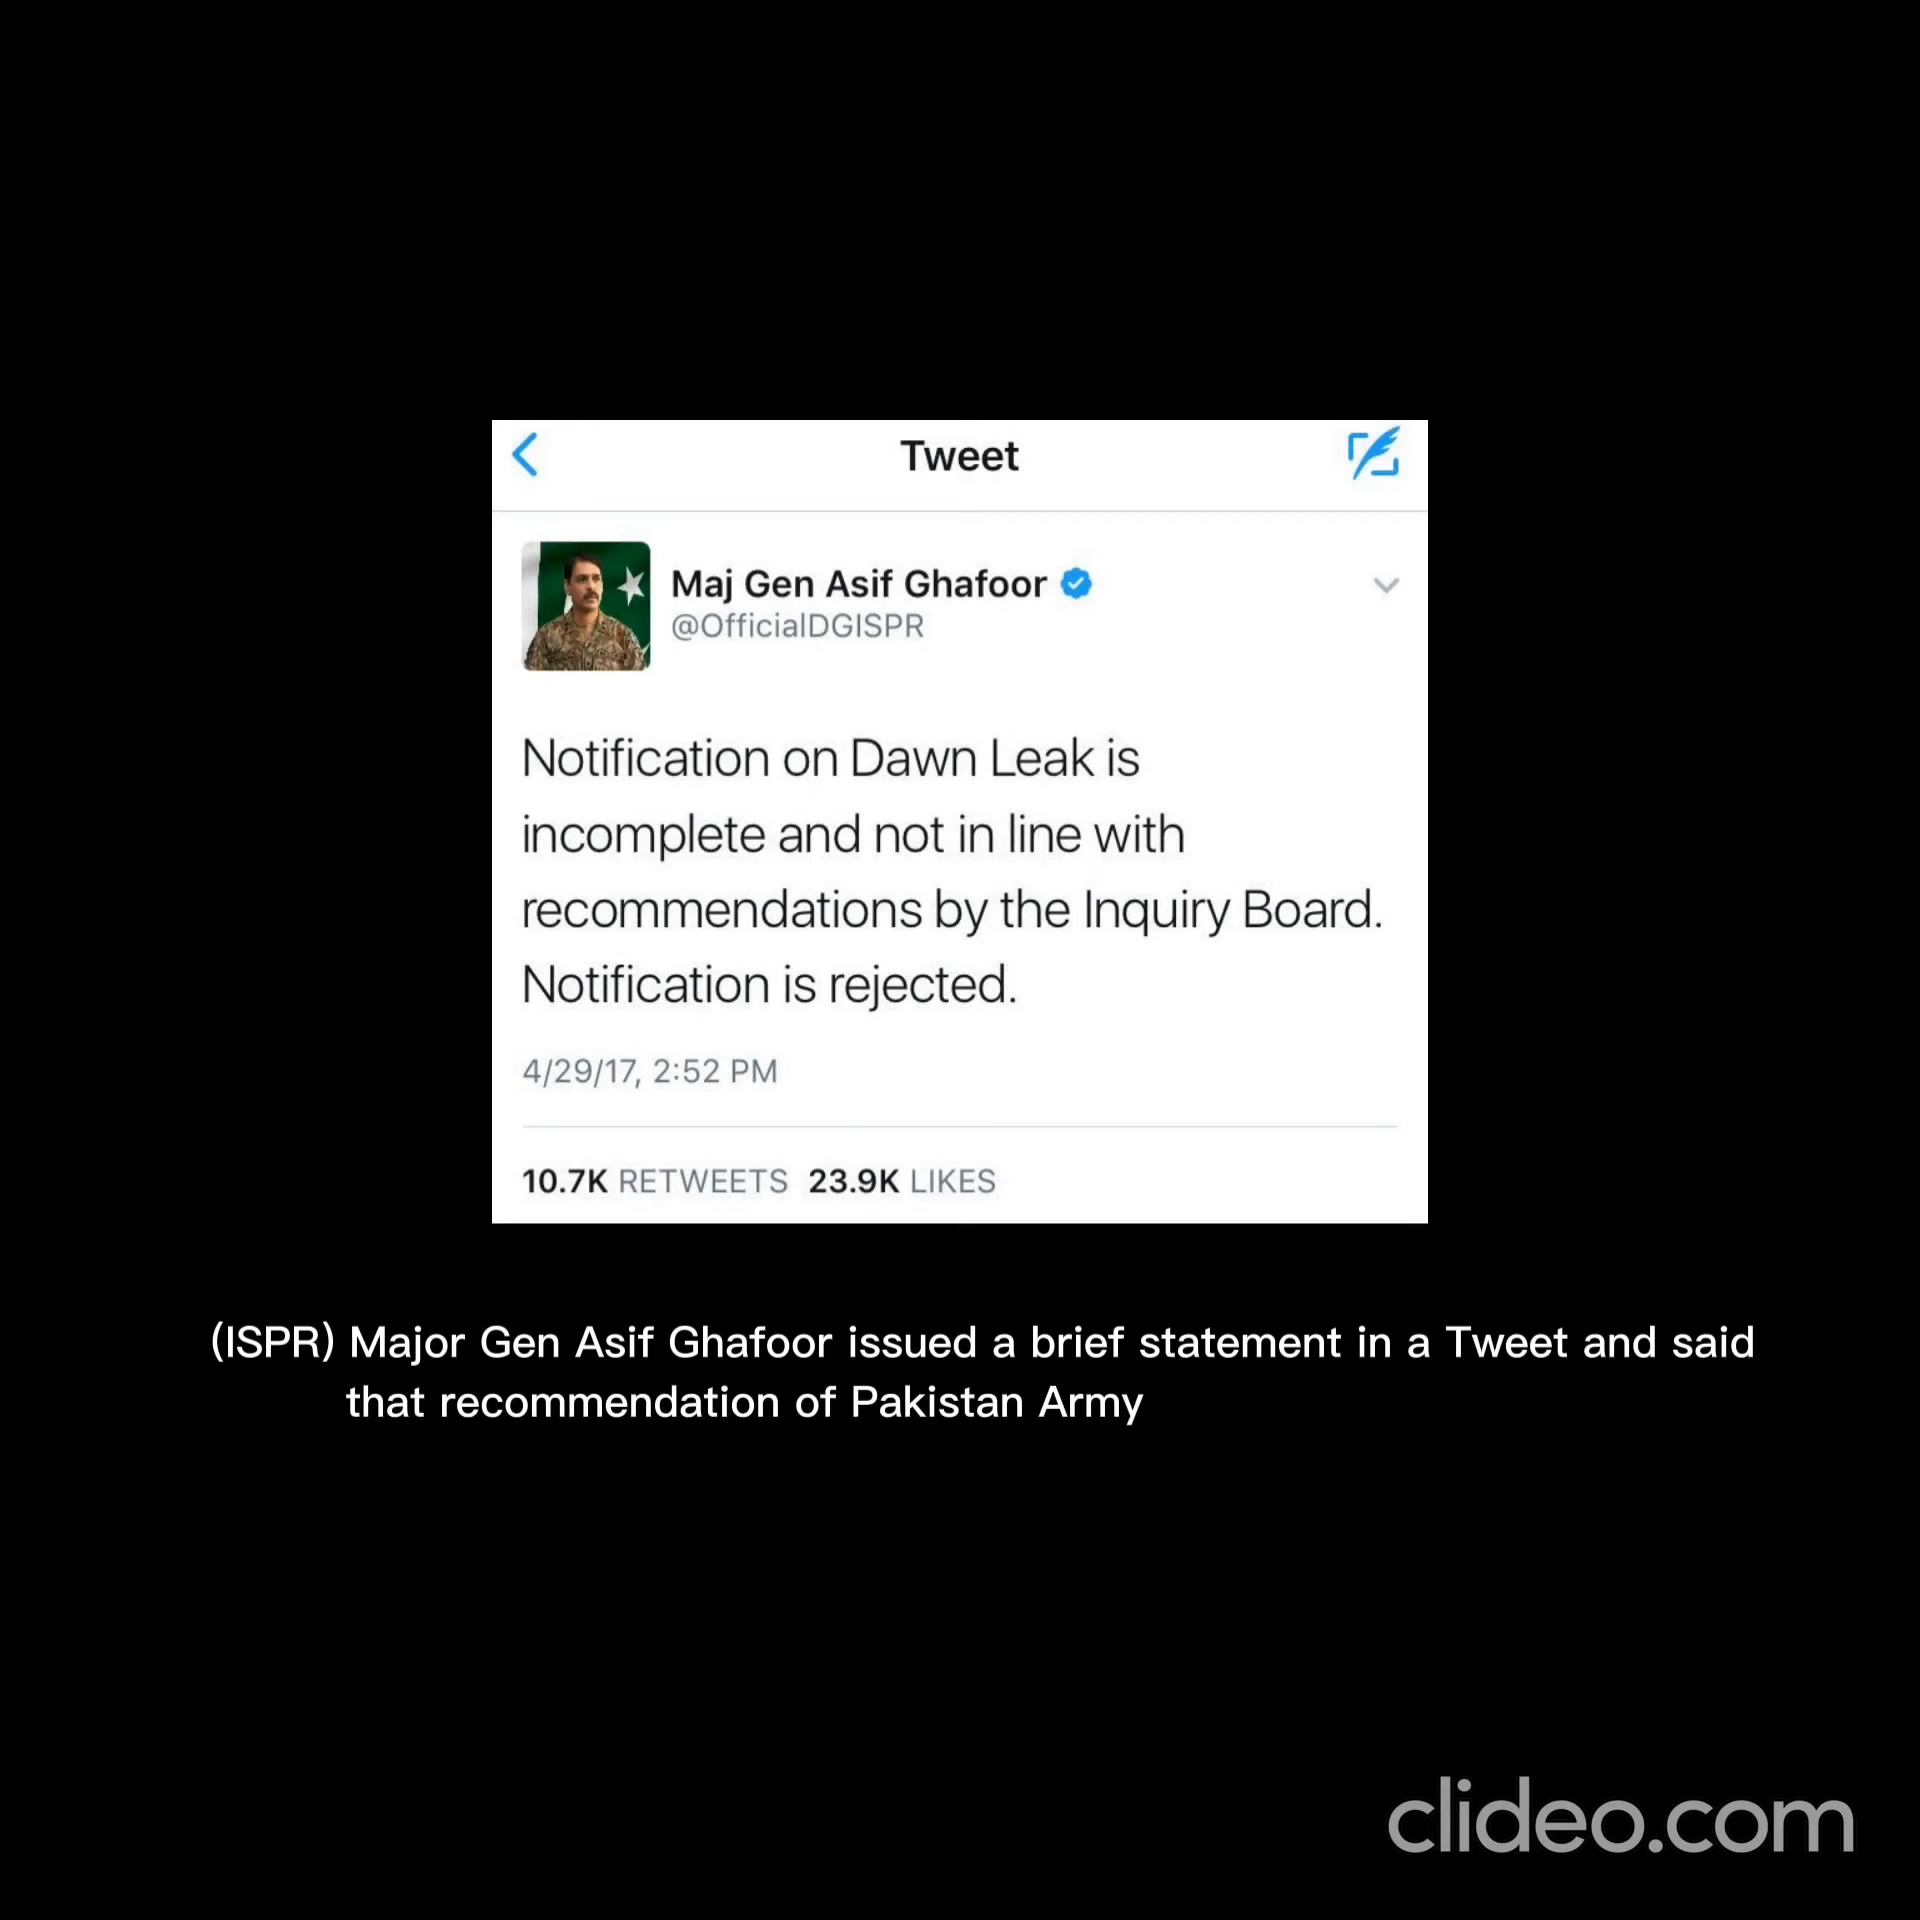 Tweet
Maj Gen Asif Ghafoor
@OfficialDGISPR
Notification on Dawn Leak is
incomplete and not in line with
recommendations by the Inquiry Board.
Notification is rejected.
4/29/17, 2:52 PM
10.7K RETWEETS 23.9K LIKES
(ISPR) Major Gen Asif Ghafoor issued a brief statement in a Tweet and said
that recommendation of Pakistan Army
clideo.com